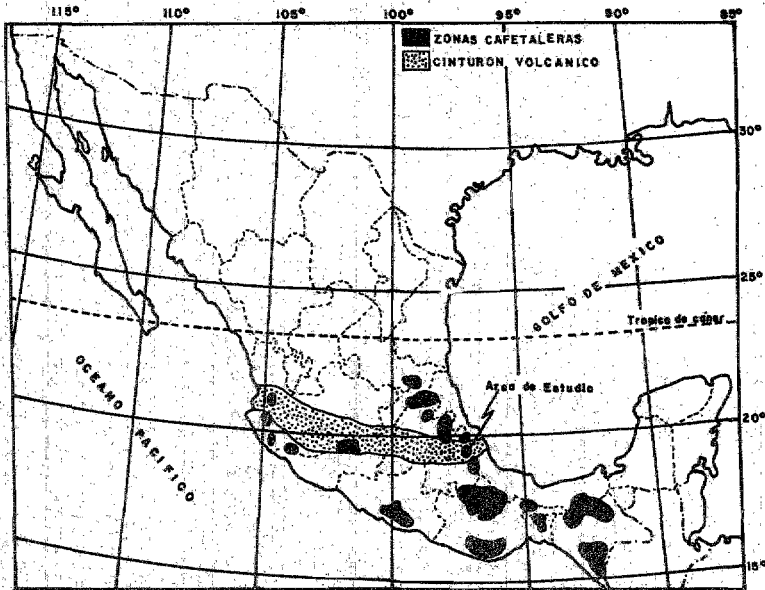 115° 110° 105° 100° 95° 90° 85°
ZONAS CAFETALERAS
CINTURON VOLCANICO
30°
25°
GOLFO DE MEXICO
Tropico de cancer
Area de Estudio
OCEANO PACIFICO
20°
15°